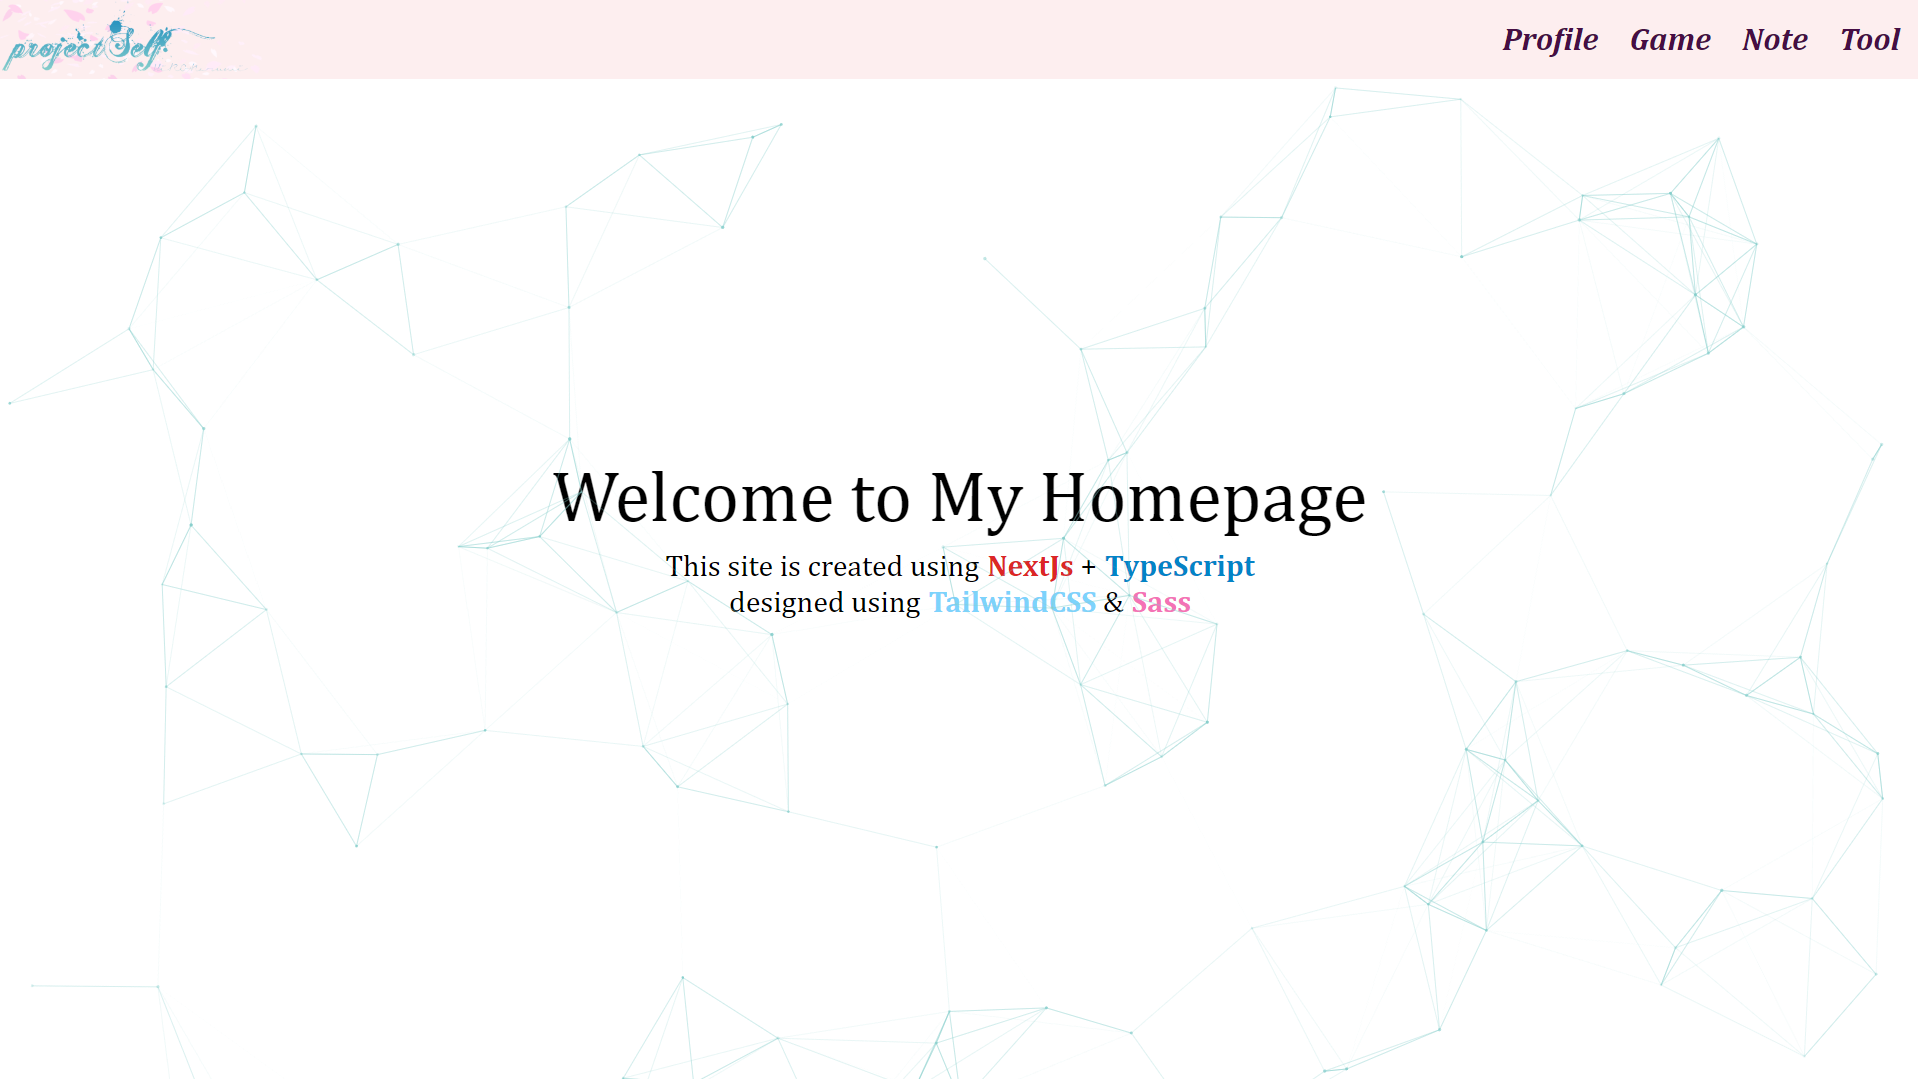 projectSelf
Profile Game Note Tool
Welcome to My Homepage
This site is created using NextJs + TypeScript
designed using TailwindCSS & Sass